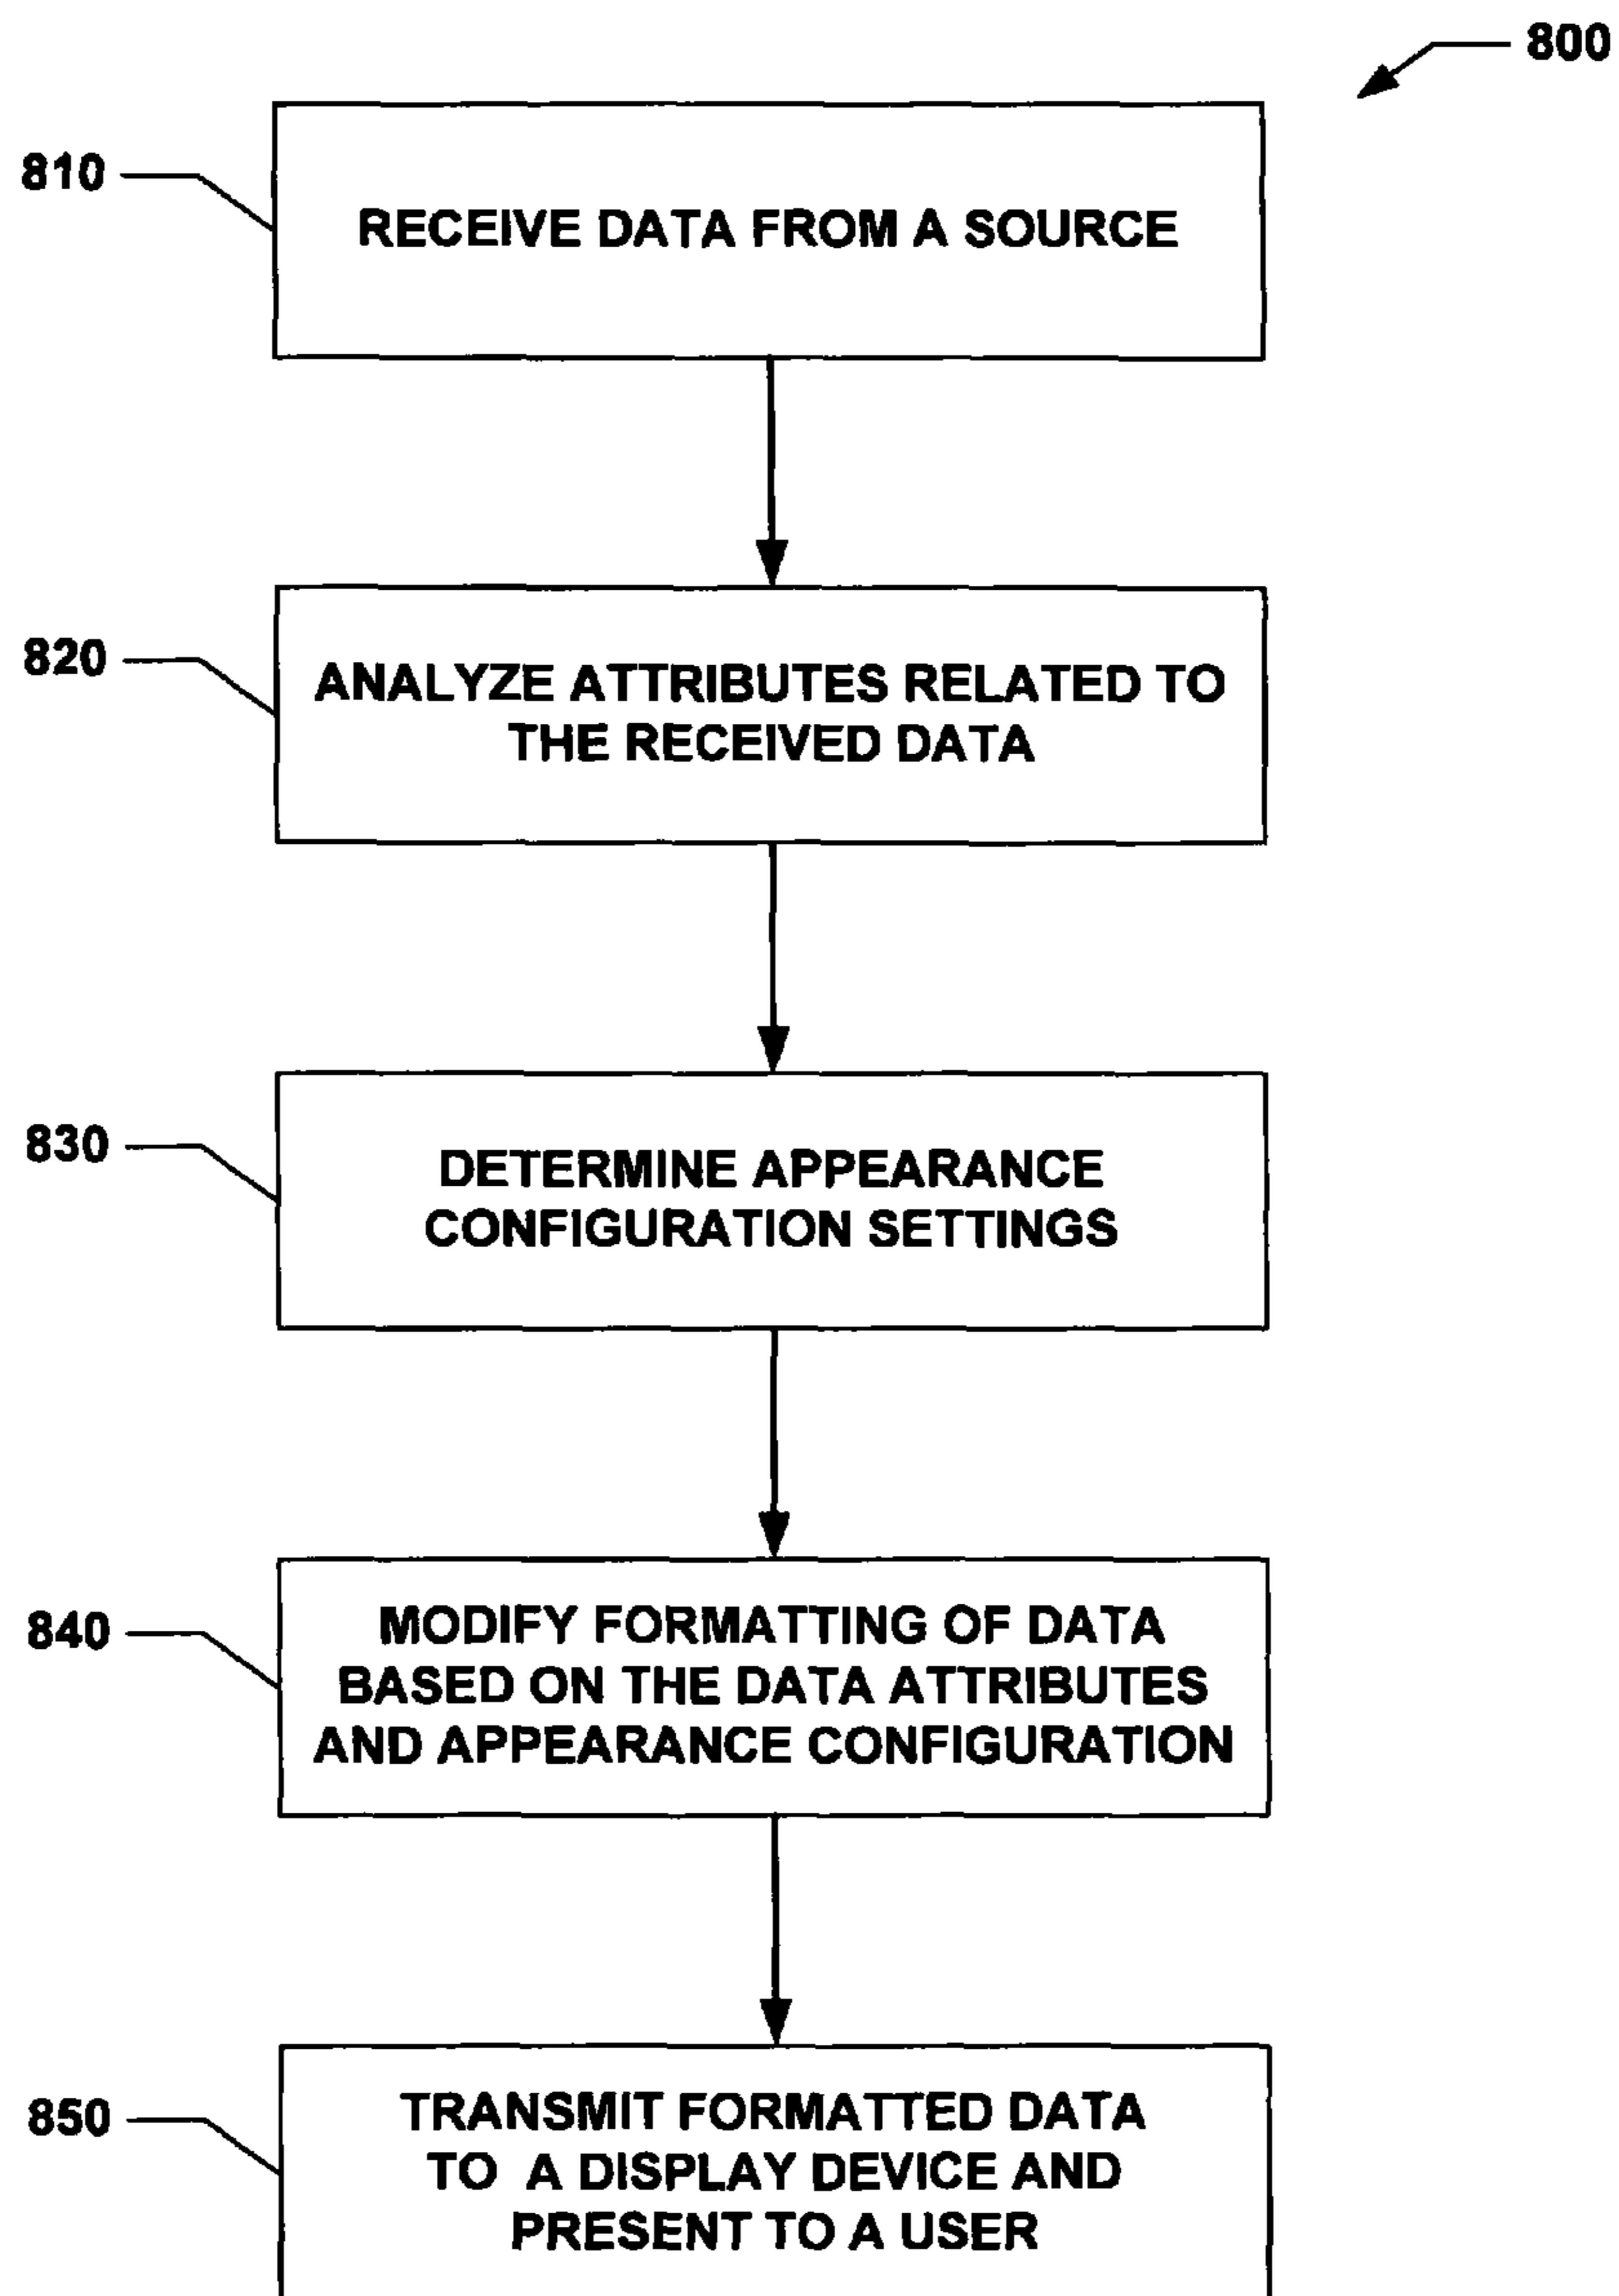 800
810
RECEIVE DATA FROM A SOURCE
820
ANALYZE ATTRIBUTES RELATED TO
THE RECEIVED DATA
830
DETERMINE APPEARANCE
CONFIGURATION SETTINGS
840
MODIFY FORMATTING OF DATA
BASED ON THE DATA ATTRIBUTES
AND APPEARANCE CONFIGURATION
850
TRANSMIT FORMATTED DATA
TO A DISPLAY DEVICE AND
PRESENT TO A USER